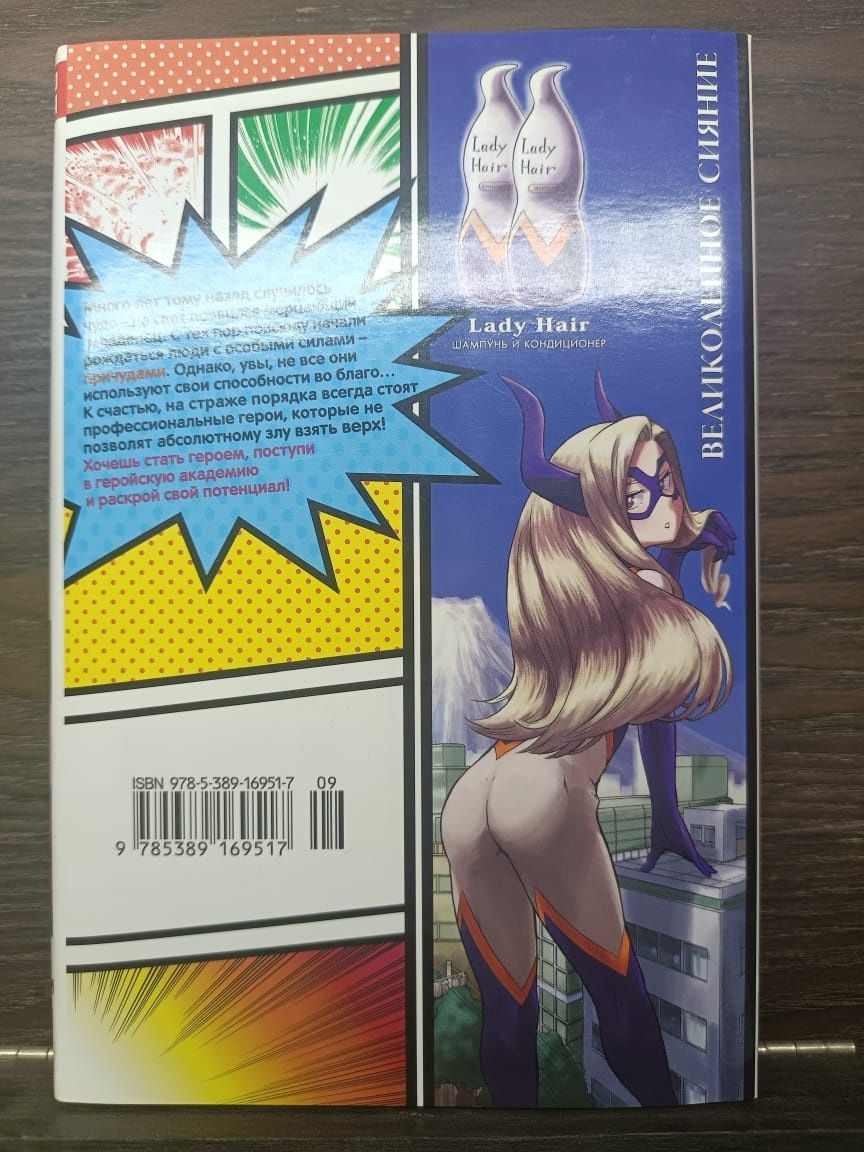 Много лет тому назад случилось
чудо – на свет появился мерцающий
младенец. С тех пор повсюду начали
рождаться люди с особыми силами –
причудами. Однако, увы, не все они
используют свои способности во благо...
К счастью, на страже порядка всегда стоят
профессиональные герои, которые не
позволят абсолютному злу взять верх!
Хочешь стать героем, поступи
в геройскую академию
и раскрой свой потенциал!
ISBN 978-5-389-16951-7 09
9 785389 169517
Lady
Hair
Lady
Hair
Lady Hair
ШАМПУНЬ И КОНДИЦИОНЕР
ВЕЛИКОЛЕПНОЕ СИЯНИЕ